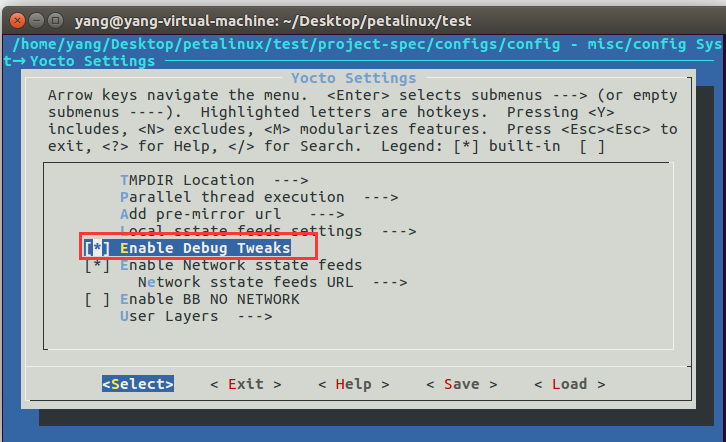 yang@yang-virtual-machine: ~/Desktop/petalinux/test
/home/yang/Desktop/petalinux/test/project-spec/configs/config - misc/config Sys
t→ Yocto Settings
Yocto Settings
Arrow keys navigate the menu.  <Enter> selects submenus ---> (or empty
submenus ----).  Highlighted letters are hotkeys.  Pressing <Y>
includes, <N> excludes, <M> modularizes features.  Press <Esc><Esc> to
exit, <?> for Help, </> for Search.  Legend: [*] built-in  [ ]
TMPDIR Location  --->
Parallel thread execution  --->
Add pre-mirror url   --->
Local sstate feeds settings  --->
[*] Enable Debug Tweaks
[*] Enable Network sstate feeds
Network sstate feeds URL  --->
[ ] Enable BB NO NETWORK
User Layers  --->
<Select>    < Exit >    < Help >    < Save >    < Load >